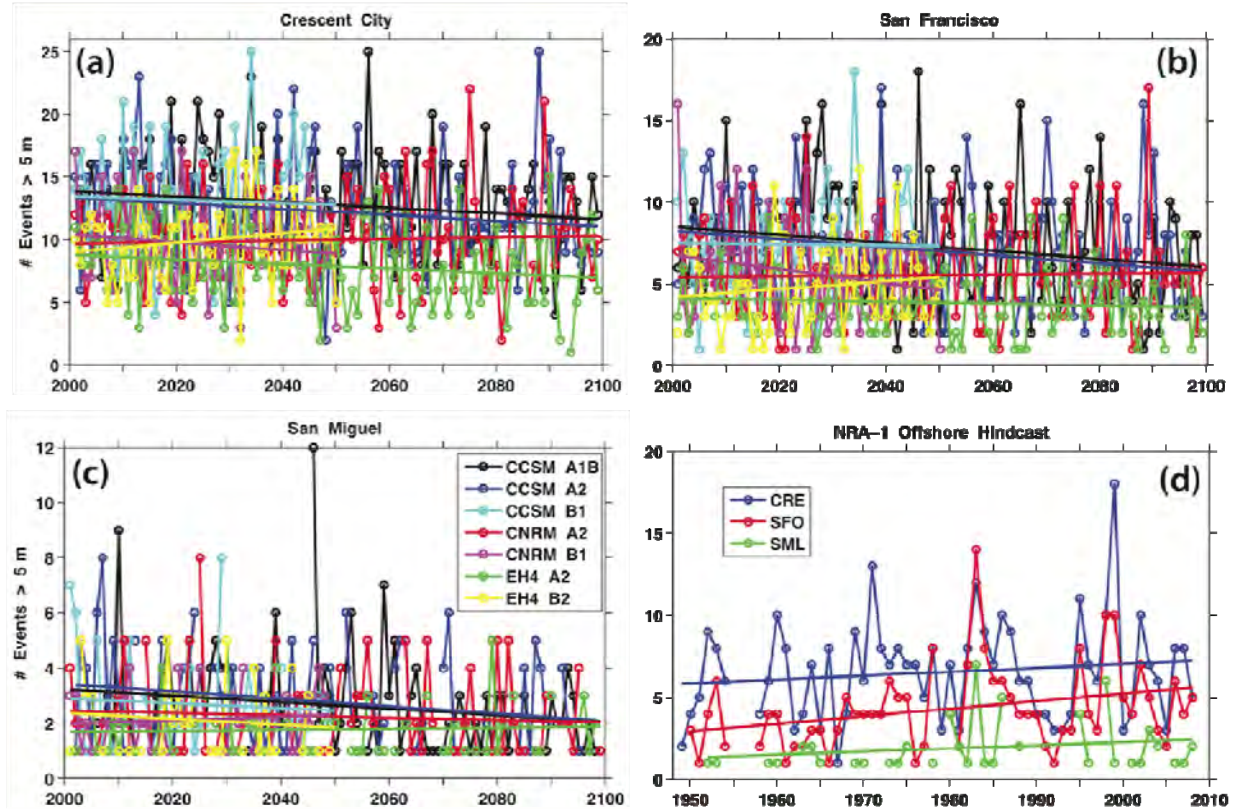 Crescent City
(a)
# Events > 5 m
25
20
15
10
5
0
2000 2020 2040 2060 2080 2100
San Francisco
(b)
20
15
10
5
0
2001 2020 2040 2060 2080 2100
San Miguel
(c)
# Events > 5 m
12
10
8
6
4
2
0
2000 2020 2040 2060 2080 2100
CCSM A1B
CCSM A2
CCSM B1
CNRM A2
CNRM B1
EH4 A2
EH4 B2
NRA-1 Offshore Hindcast
(d)
20
15
10
5
0
1950 1960 1970 1980 1990 2000 2010
CRE
SFO
SML